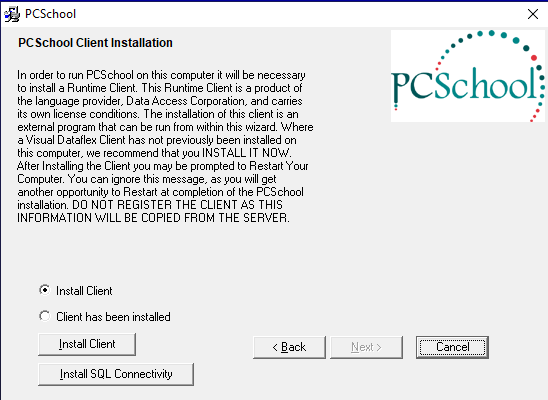 PCSchool
PCSchool Client Installation
In order to run PCSchool on this computer it will be necessary
to install a Runtime Client. This Runtime Client is a product of
the language provider, Data Access Corporation, and carries
its own license conditions. The installation of this client is an
external program that can be run from within this wizard. Where
a Visual Dataflex Client has not previously been installed on
this computer, we recommend that you INSTALL IT NOW.
After Installing the Client you may be prompted to Restart Your
Computer. You can ignore this message, as you will get
another opportunity to Restart at completion of the PCSchool
installation. DO NOT REGISTER THE CLIENT AS THIS
INFORMATION WILL BE COPIED FROM THE SERVER.
PCSchool
Install Client
Client has been installed
Install Client
< Back
Next >
Cancel
Install SQL Connectivity